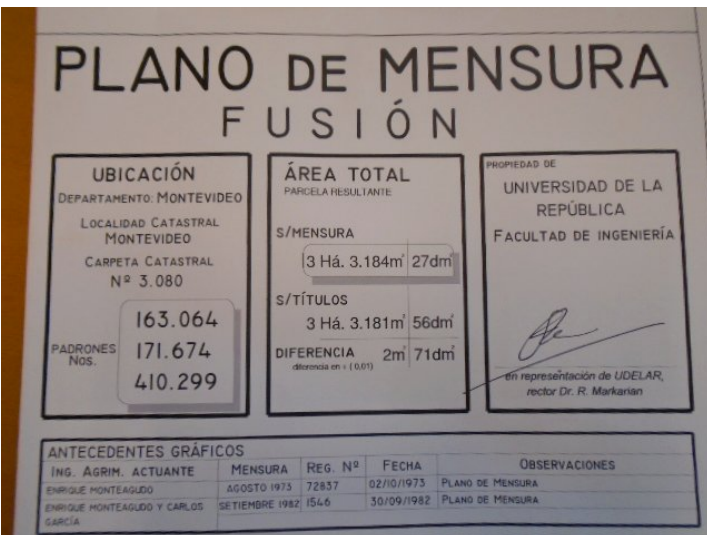 PLANO DE MENSURA
FUSIÓN
UBICACIÓN
DEPARTAMENTO: MONTEVIDEO
LOCALIDAD CATASTRAL
MONTEVIDEO
CARPETA CATASTRAL
Nº 3.080
PADRONES
NOS.
163.064
171.674
410.299
ÁREA TOTAL
PARCELA RESULTANTE
S/MENSURA
3 Há. 3.184m² 27dm²
S/TÍTULOS
3 Há. 3.181m² 56dm²
DIFERENCIA 2m² 71dm²
diferencia en + ( 0,01)
PROPIEDAD DE
UNIVERSIDAD DE LA
REPÚBLICA
FACULTAD DE INGENIERÍA
en representación de UDELAR,
rector Dr. R. Markarian
ANTECEDENTES GRÁFICOS
ING. AGRIM. ACTUANTE MENSURA REG. Nº FECHA OBSERVACIONES
ENRIQUE MONTEAGUDO AGOSTO 1973 72837 02/10/1973 PLANO DE MENSURA
ENRIQUE MONTEAGUDO Y CARLOS GARCÍA SETIEMBRE 1982 1546 30/09/1982 PLANO DE MENSURA